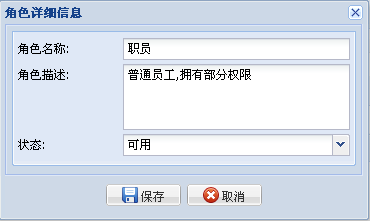 角色详细信息
角色名称: 职员
角色描述: 普通员工,拥有部分权限
状态: 可用
保存 取消